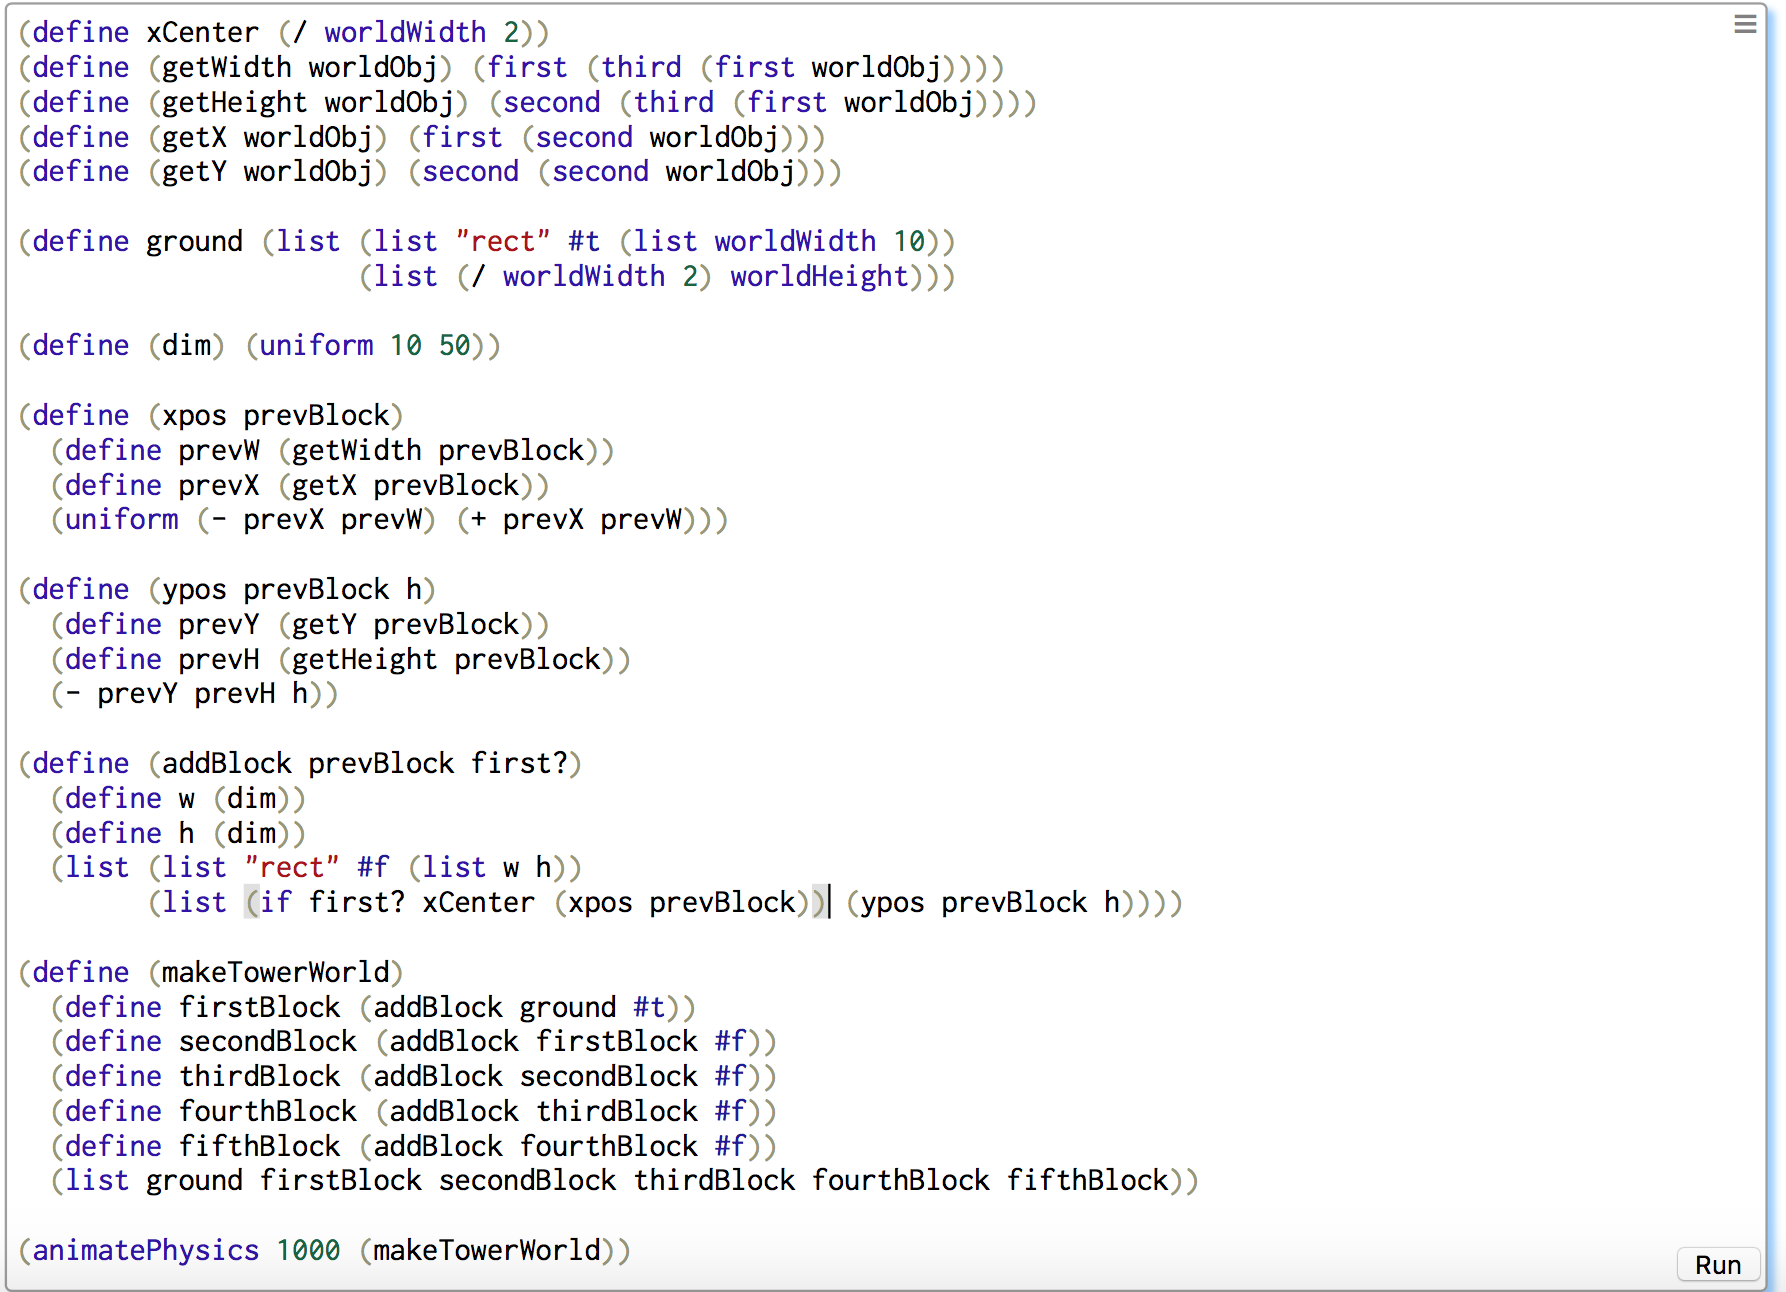 (define xCenter (/ worldWidth 2))
(define (getWidth worldObj) (first (third (first worldObj))))
(define (getHeight worldObj) (second (third (first worldObj))))
(define (getX worldObj) (first (second worldObj)))
(define (getY worldObj) (second (second worldObj)))

(define ground (list (list "rect" #t (list worldWidth 10))
                     (list (/ worldWidth 2) worldHeight)))

(define (dim) (uniform 10 50))

(define (xpos prevBlock)
  (define prevW (getWidth prevBlock))
  (define prevX (getX prevBlock))
  (uniform (- prevX prevW) (+ prevX prevW)))

(define (ypos prevBlock h)
  (define prevY (getY prevBlock))
  (define prevH (getHeight prevBlock))
  (- prevY prevH h))

(define (addBlock prevBlock first?)
  (define w (dim))
  (define h (dim))
  (list (list "rect" #f (list w h))
        (list (if first? xCenter (xpos prevBlock)) (ypos prevBlock h))))

(define (makeTowerWorld)
  (define firstBlock (addBlock ground #t))
  (define secondBlock (addBlock firstBlock #f))
  (define thirdBlock (addBlock secondBlock #f))
  (define fourthBlock (addBlock thirdBlock #f))
  (define fifthBlock (addBlock fourthBlock #f))
  (list ground firstBlock secondBlock thirdBlock fourthBlock fifthBlock))

(animatePhysics 1000 (makeTowerWorld))
Run